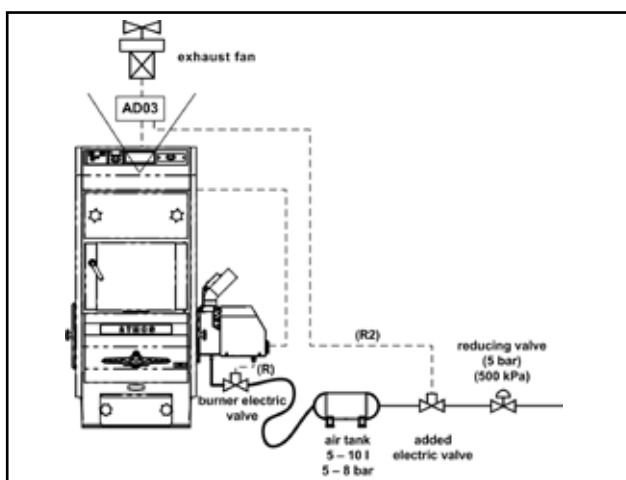 exhaust fan
AD03
ATMOS
(R)
burner electric
valve
(R2)
reducing valve
(5 bar)
(500 kPa)
air tank
5 – 10 l
5 – 8 bar
added
electric valve